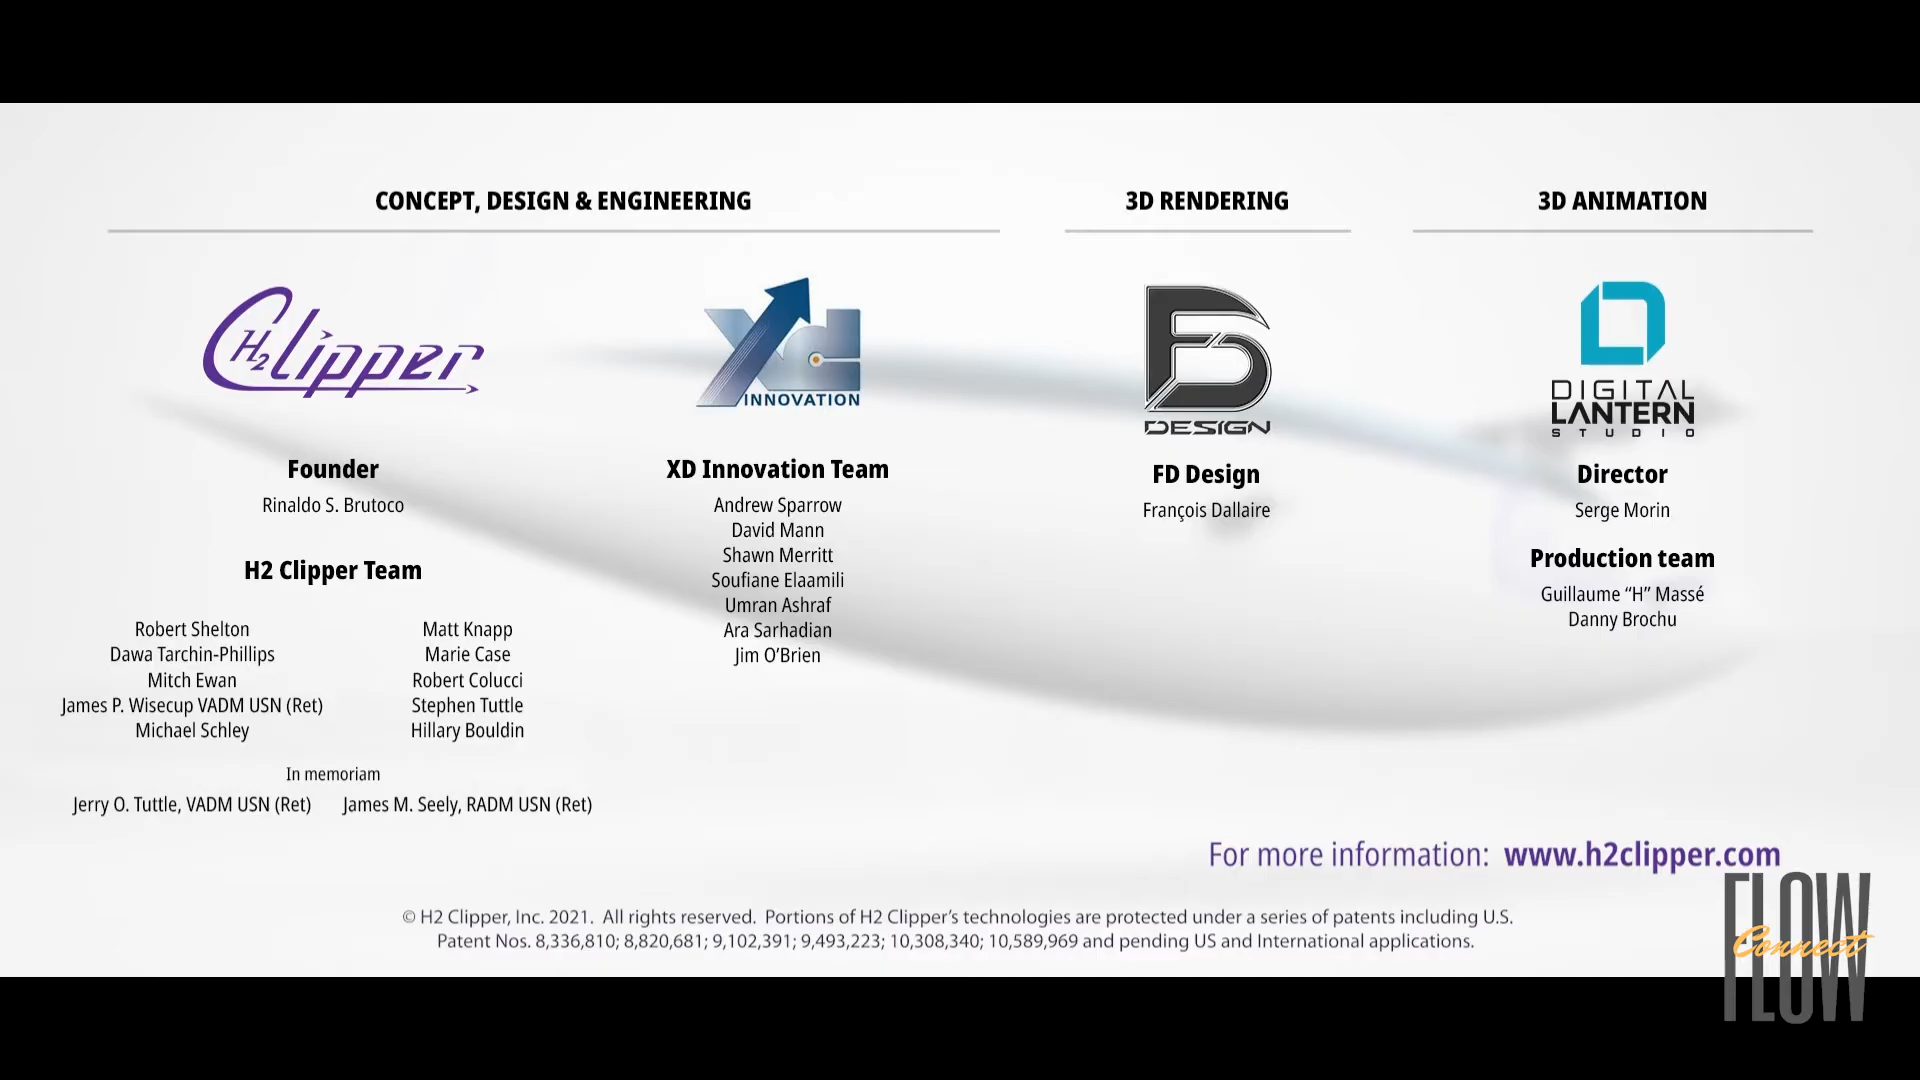 CONCEPT, DESIGN & ENGINEERING
H2 Clipper
Founder
Rinaldo S. Brutoco
H2 Clipper Team
Robert Shelton
Dawa Tarchin-Phillips
Mitch Ewan
James P. Wisecup VADM USN (Ret)
Michael Schley
Matt Knapp
Marie Case
Robert Colucci
Stephen Tuttle
Hillary Bouldin
In memoriam
Jerry O. Tuttle, VADM USN (Ret) James M. Seely, RADM USN (Ret)
xd
INNOVATION
XD Innovation Team
Andrew Sparrow
David Mann
Shawn Merritt
Soufiane Elaamili
Umran Ashraf
Ara Sarhadian
Jim O’Brien
3D RENDERING
FD
DESIGN
FD Design
François Dallaire
3D ANIMATION
DIGITAL
LANTERN
STUDIO
Director
Serge Morin
Production team
Guillaume “H” Massé
Danny Brochu
For more information: www.h2clipper.com
© H2 Clipper, Inc. 2021. All rights reserved. Portions of H2 Clipper’s technologies are protected under a series of patents including U.S.
Patent Nos. 8,336,810; 8,820,681; 9,102,391; 9,493,223; 10,308,340; 10,589,969 and pending US and International applications.
FLOW
Connect
FLOW